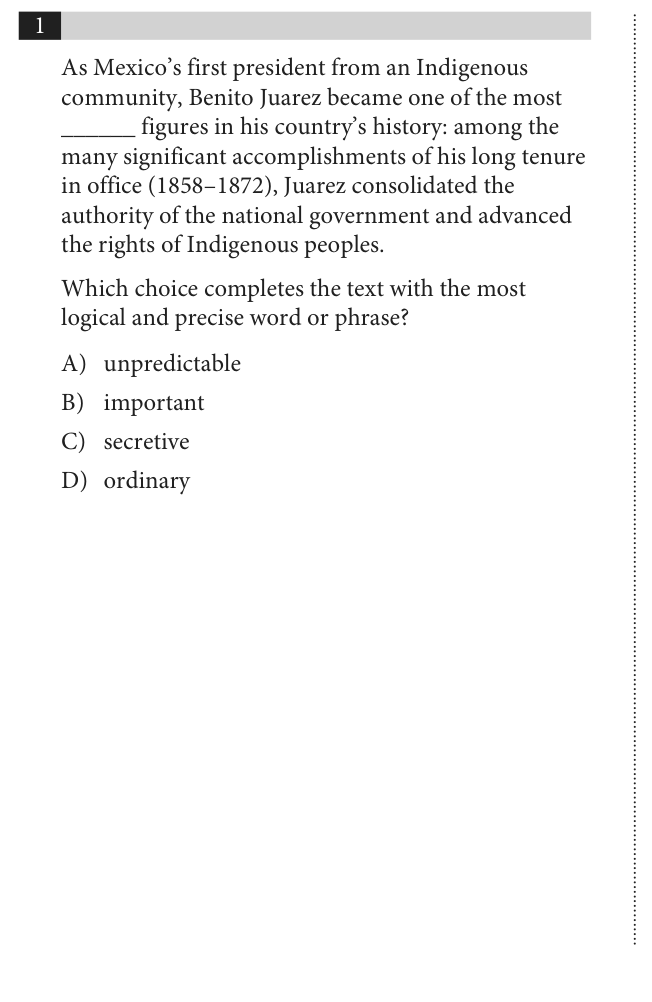 1
As Mexico’s first president from an Indigenous
community, Benito Juarez became one of the most
______ figures in his country’s history: among the
many significant accomplishments of his long tenure
in office (1858–1872), Juarez consolidated the
authority of the national government and advanced
the rights of Indigenous peoples.
Which choice completes the text with the most
logical and precise word or phrase?
A) unpredictable
B) important
C) secretive
D) ordinary